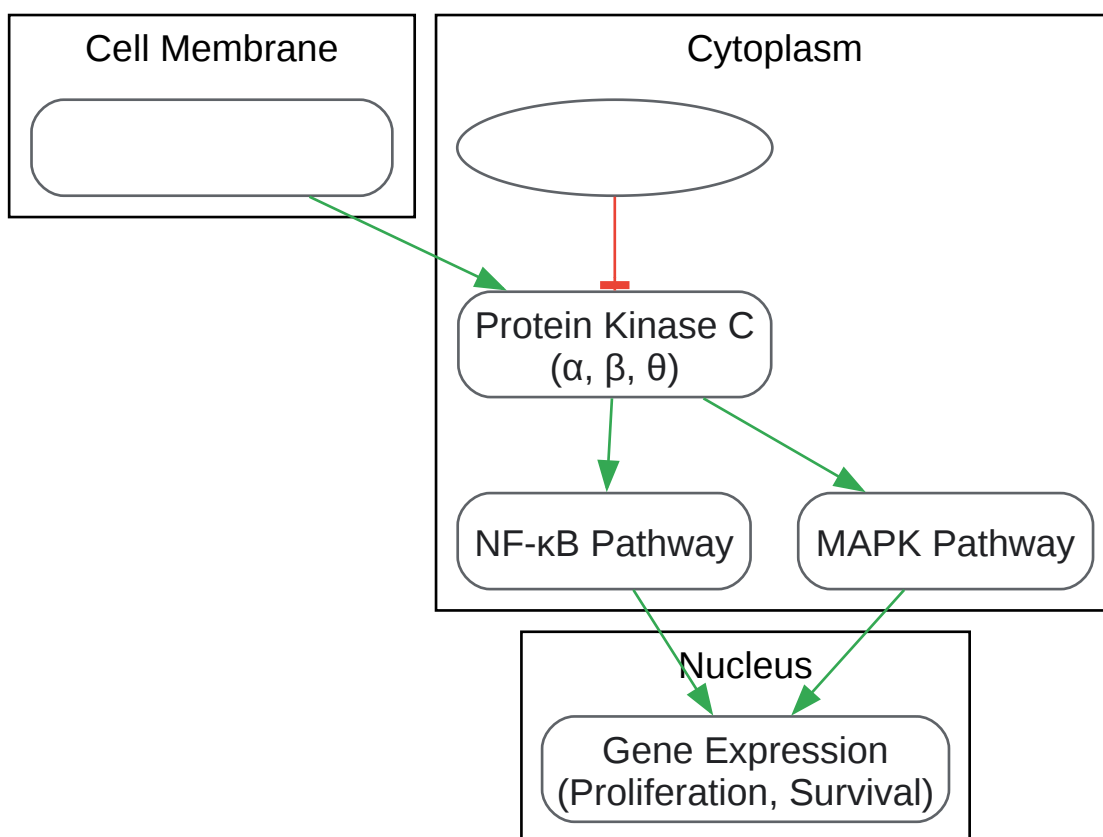 Cell Membrane
Cytoplasm
Protein Kinase C
(α, β, θ)
NF-κB Pathway
MAPK Pathway
Nucleus
Gene Expression
(Proliferation, Survival)